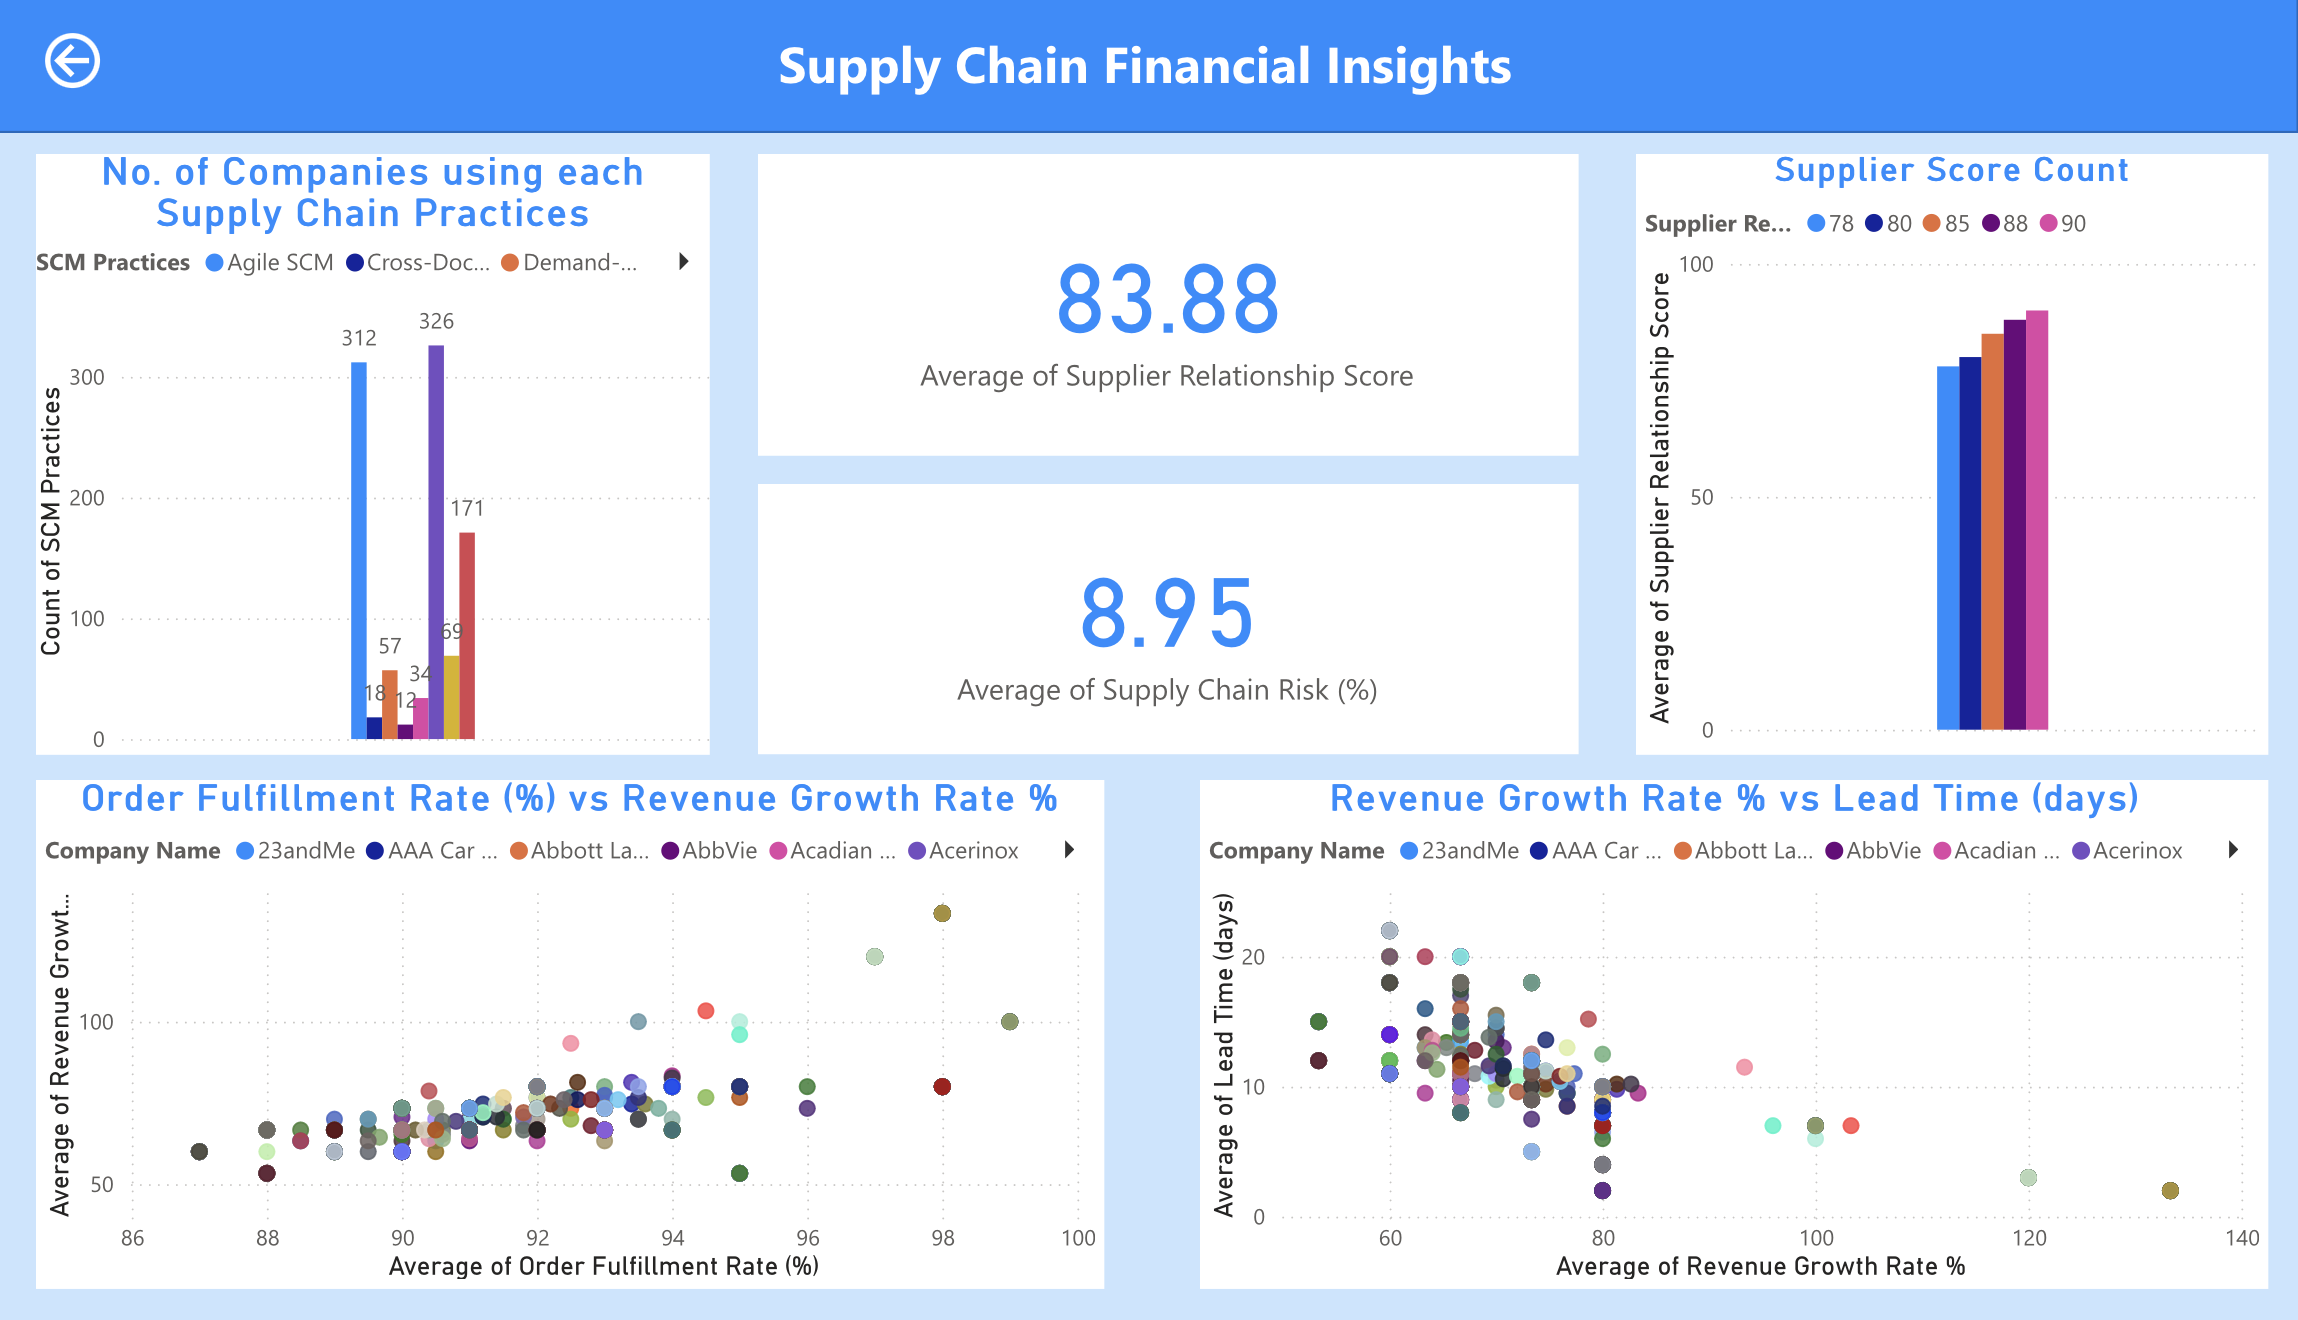 Supply Chain Financial Insights
No. of Companies using each
Supply Chain Practices
SCM Practices Agile SCM Cross-Doc... Demand-...
Count of SCM Practices
300
200
100
0
312
18
57
12
34
326
69
171
83.88
Average of Supplier Relationship Score
8.95
Average of Supply Chain Risk (%)
Supplier Score Count
Supplier Re... 78 80 85 88 90
Average of Supplier Relationship Score
100
50
0
Order Fulfillment Rate (%) vs Revenue Growth Rate %
Company Name 23andMe AAA Car ... Abbott La... AbbVie Acadian ... Acerinox
Average of Revenue Growt...
100
50
86 88 90 92 94 96 98 100
Average of Order Fulfillment Rate (%)
Revenue Growth Rate % vs Lead Time (days)
Company Name 23andMe AAA Car ... Abbott La... AbbVie Acadian ... Acerinox
Average of Lead Time (days)
20
10
0
60 80 100 120 140
Average of Revenue Growth Rate %